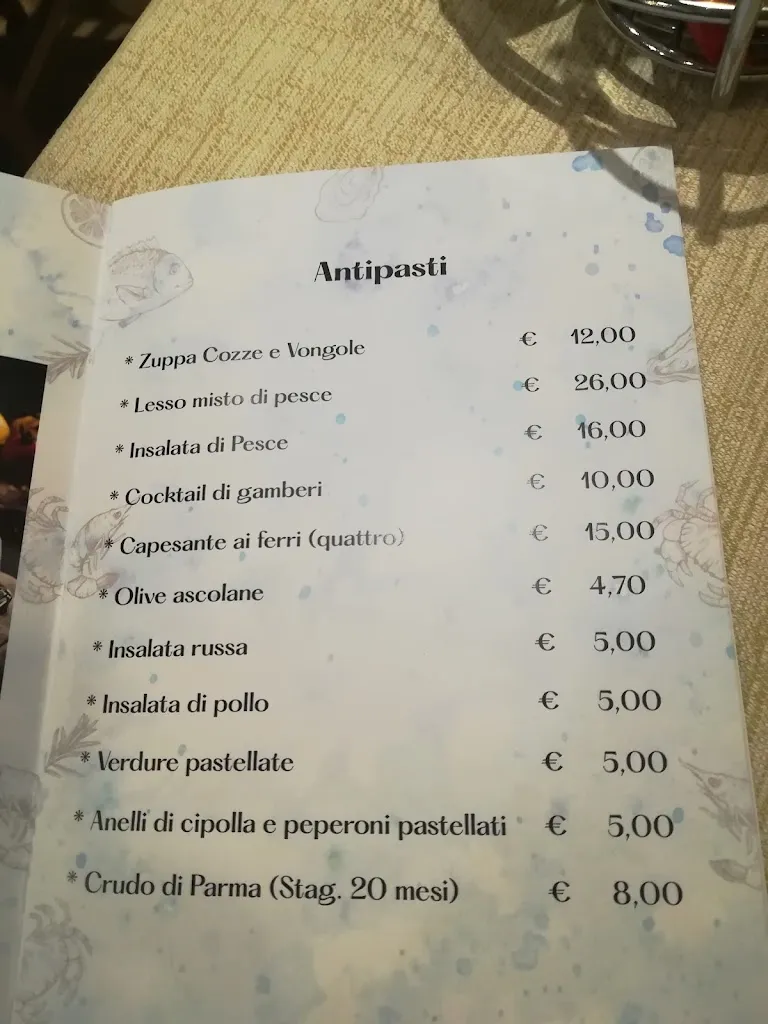 Antipasti
* Zuppa Cozze e Vongole € 12,00
* Lesso misto di pesce € 26,00
* Insalata di Pesce € 16,00
* Cocktail di gamberi € 10,00
* Capesante ai ferri (quattro) € 15,00
* Olive ascolane € 4,70
* Insalata russa € 5,00
* Insalata di pollo € 5,00
* Verdure pastellate € 5,00
* Anelli di cipolla e peperoni pastellati € 5,00
* Crudo di Parma (Stag. 20 mesi) € 8,00